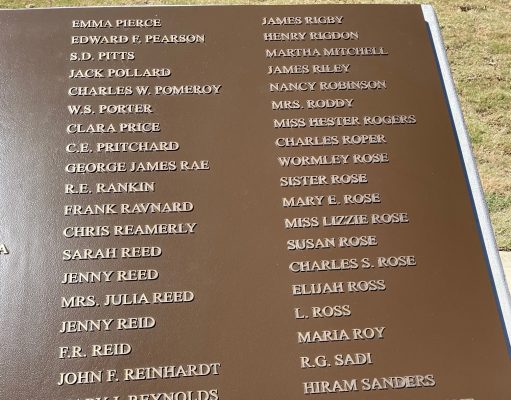 EMMA PIERCE
EDWARD F. PEARSON
S.D. PITTS
JACK POLLARD
CHARLES W. POMEROY
W.S. PORTER
CLARA PRICE
C.E. PRITCHARD
GEORGE JAMES RAE
R.E. RANKIN
FRANK RAVNARD
CHRIS REAMERLY
SARAH REED
JENNY REED
MRS. JULIA REED
JENNY REID
F.R. REID
JOHN F. REINHARDT
REYNOLDS
JAMES RIGBY
HENRY RIGDON
MARTHA MITCHELL
JAMES RILEY
NANCY ROBINSON
MRS. RODDY
MISS HESTER ROGERS
CHARLES ROPER
WORMLEY ROSE
SISTER ROSE
MARY E. ROSE
MISS LIZZIE ROSE
SUSAN ROSE
CHARLES S. ROSE
ELIJAH ROSS
L. ROSS
MARIA ROY
R.G. SADI
HIRAM SANDERS